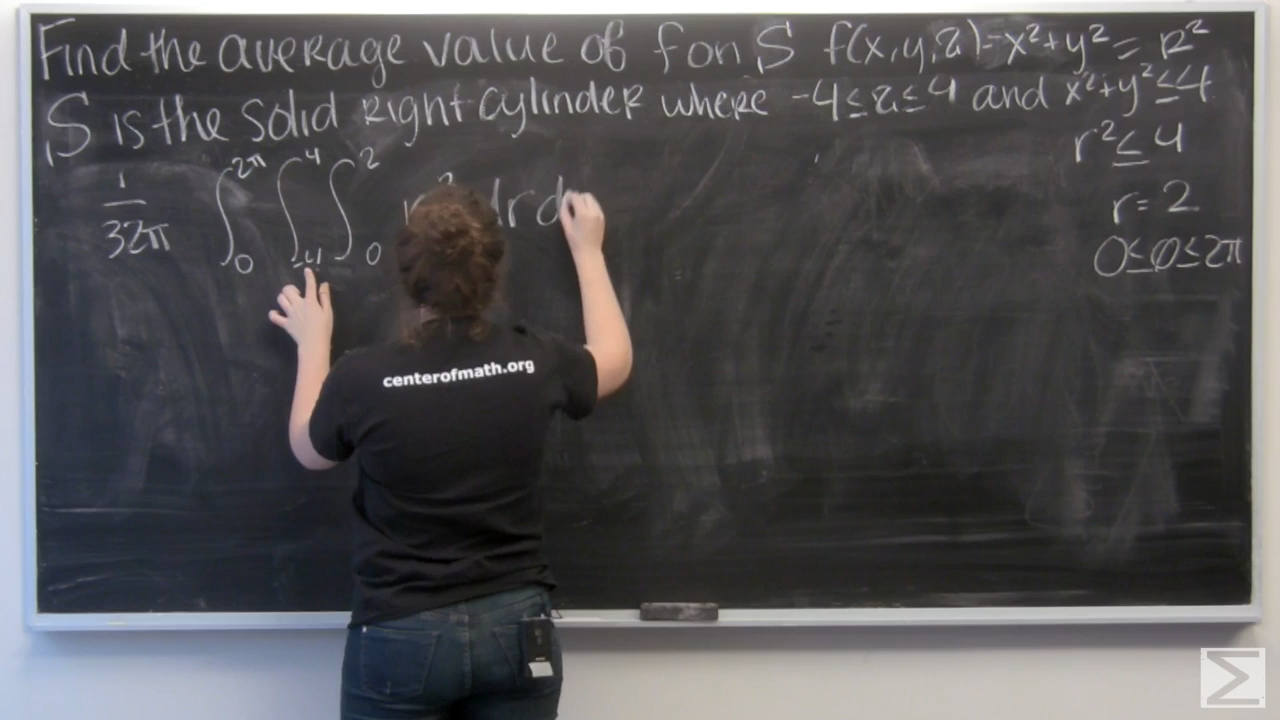 Find the average value of f on S f(x,y,z)=x²+y²=R²
S is the solid Right cylinder where -4≤z≤4 and x²+y²≤4
r²≤4
r=2
0≤θ≤2π
1/32π ∫₀^2π ∫₋₄^4 ∫₀^2 dr d
centerofmath.org
Σ